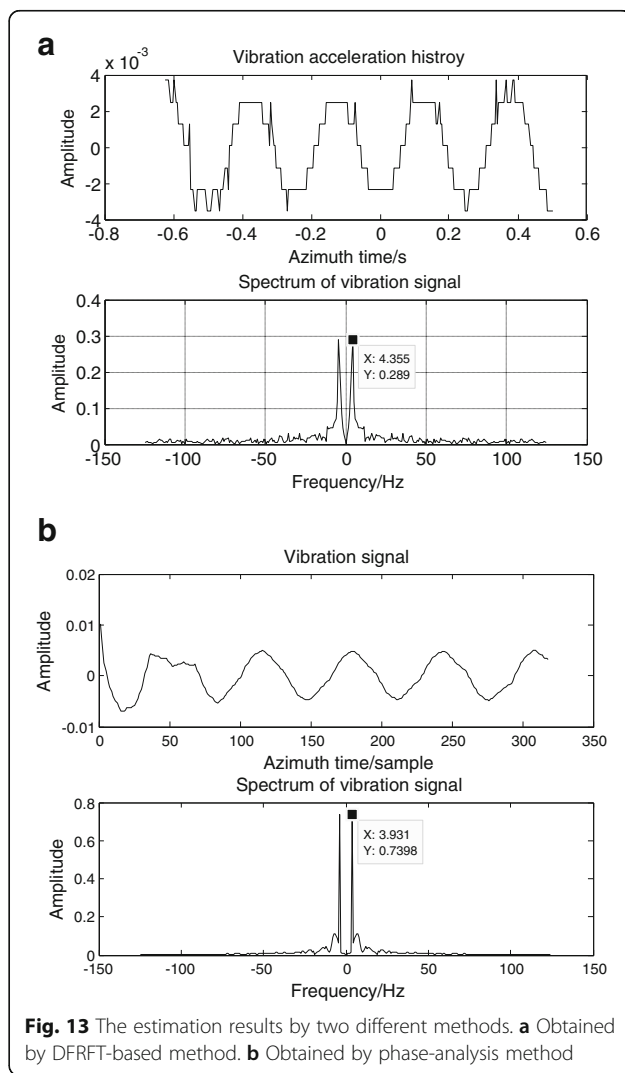 a
Vibration acceleration histroy
x 10^-3
4
2
0
-2
-4
Amplitude
-0.8 -0.6 -0.4 -0.2 0 0.2 0.4 0.6
Azimuth time/s
Spectrum of vibration signal
0.4
0.3
0.2
0.1
0
Amplitude
X: 4.355
Y: 0.289
-150 -100 -50 0 50 100 150
Frequency/Hz
b
Vibration signal
0.02
0.01
0
-0.01
Amplitude
0 50 100 150 200 250 300 350
Azimuth time/sample
Spectrum of vibration signal
0.8
0.6
0.4
0.2
0
Amplitude
X: 3.931
Y: 0.7398
-150 -100 -50 0 50 100 150
Frequency/Hz
Fig. 13 The estimation results by two different methods. a Obtained
by DFRFT-based method. b Obtained by phase-analysis method